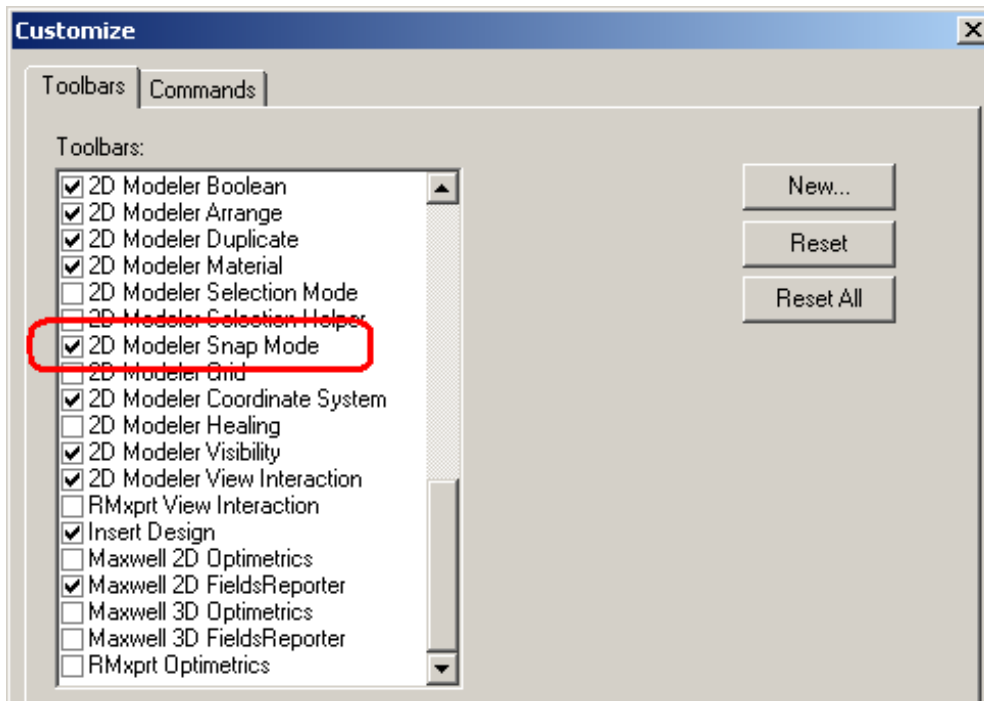 Customize
Toolbars
Commands
Toolbars:
2D Modeler Boolean
2D Modeler Arrange
2D Modeler Duplicate
2D Modeler Material
2D Modeler Selection Mode
2D Modeler Selection Helper
2D Modeler Snap Mode
2D Modeler Grid
2D Modeler Coordinate System
2D Modeler Healing
2D Modeler Visibility
2D Modeler View Interaction
RMxprt View Interaction
Insert Design
Maxwell 2D Optimetrics
Maxwell 2D FieldsReporter
Maxwell 3D Optimetrics
Maxwell 3D FieldsReporter
RMxprt Optimetrics
New...
Reset
Reset All